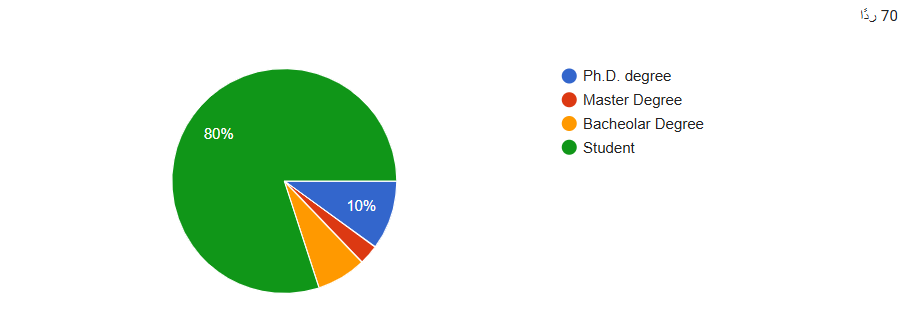 70 ردًا
Ph.D. degree
Master Degree
Bacheolar Degree
Student
80%
10%